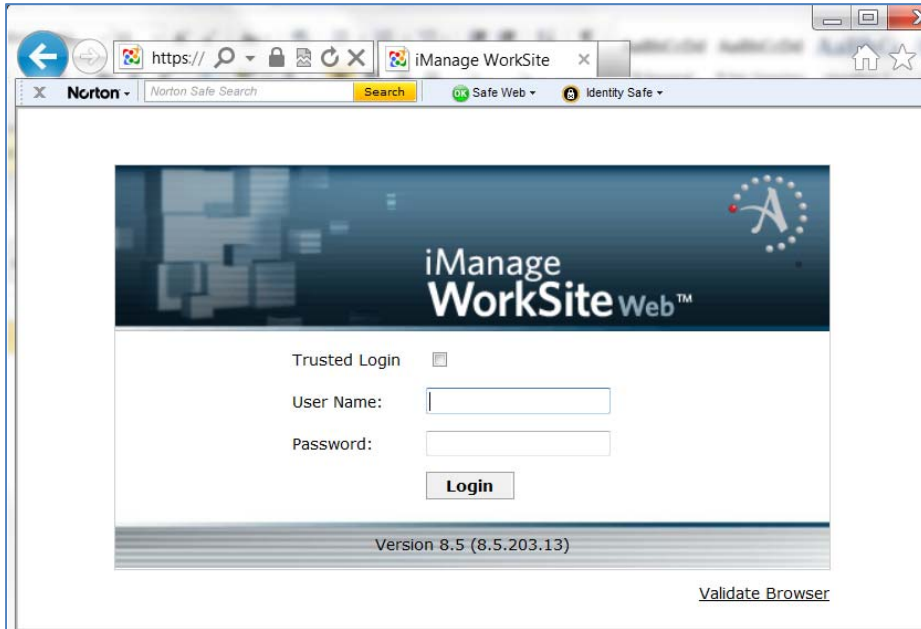 https://
iManage WorkSite
X Norton Norton Safe Search Search OK Safe Web Identity Safe
iManage
WorkSite Web™
Trusted Login
User Name:
Password:
Login
Version 8.5 (8.5.203.13)
Validate Browser